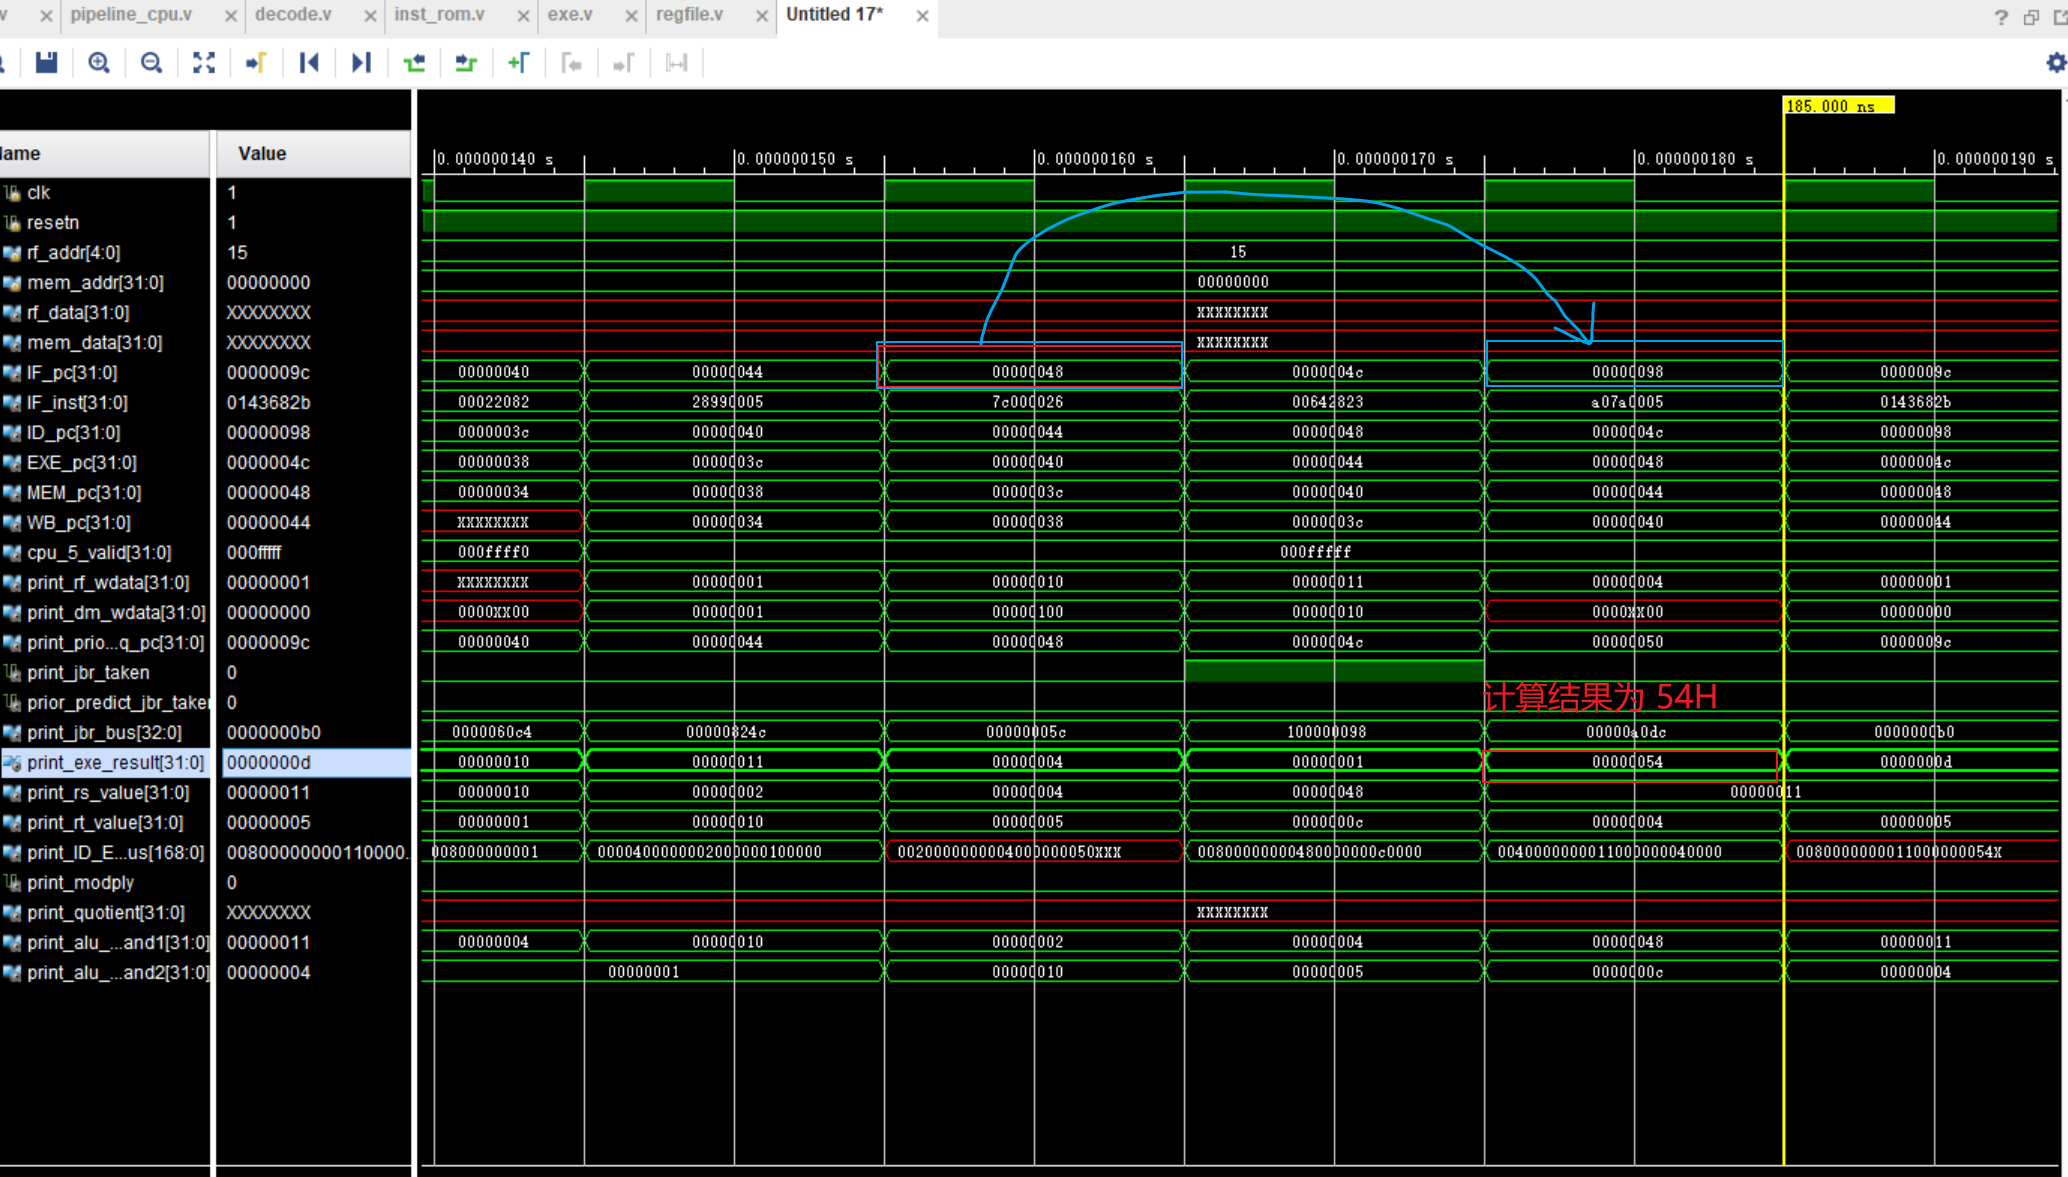 v pipeline_cpu.v decode.v inst_rom.v exe.v regfile.v Untitled 17*
185.000 ns
ame Value
0.000000140 s 0.000000150 s 0.000000160 s 0.000000170 s 0.000000180 s 0.000000190 s
clk 1
resetn 1
rf_addr[4:0] 15 15
mem_addr[31:0] 00000000 00000000
rf_data[31:0] XXXXXXXX XXXXXXXX
mem_data[31:0] XXXXXXXX XXXXXXXX
IF_pc[31:0] 0000009c 00000040 00000044 00000048 0000004c 00000098 0000009c
IF_inst[31:0] 0143682b 00022082 28990005 7c000026 00642823 a07a0005 0143682b
ID_pc[31:0] 00000098 0000003c 00000040 00000044 00000048 0000004c 00000098
EXE_pc[31:0] 0000004c 00000038 0000003c 00000040 00000044 00000048 0000004c
MEM_pc[31:0] 00000048 00000034 00000038 0000003c 00000040 00000044 00000048
WB_pc[31:0] 00000044 XXXXXXXX 00000034 00000038 0000003c 00000040 00000044
cpu_5_valid[31:0] 000fffff 000ffff0 000fffff
print_rf_wdata[31:0] 00000001 XXXXXXXX 00000001 00000010 00000011 00000004 00000001
print_dm_wdata[31:0] 00000000 0000XX00 00000001 00000100 00000010 0000XX00 00000000
print_prio...q_pc[31:0] 0000009c 00000040 00000044 00000048 0000004c 00000050 0000009c
print_jbr_taken 0
计算结果为 54H
prior_predict_jbr_taker 0
print_jbr_bus[32:0] 0000000b0 0000060c4 00000824c 00000005c 100000098 00000a0dc 0000000b0
print_exe_result[31:0] 0000000d 00000010 00000011 00000004 00000001 00000054 0000000d
print_rs_value[31:0] 00000011 00000010 00000002 00000004 00000048 00000011
print_rt_value[31:0] 00000005 00000001 00000010 00000005 0000000c 00000004 00000005
print_ID_E...us[168:0] 00800000000110000... 008000000001 0000400000002000000100000 0020000000004000000050XXX 0080000000480000000c0000 0040000000011000000040000 0080000000011000000054X
print_modply 0
print_quotient[31:0] XXXXXXXX XXXXXXXX
print_alu_...and1[31:0] 00000011 00000004 00000010 00000002 00000004 00000048 00000011
print_alu_...and2[31:0] 00000004 00000001 00000010 00000005 0000000c 00000004